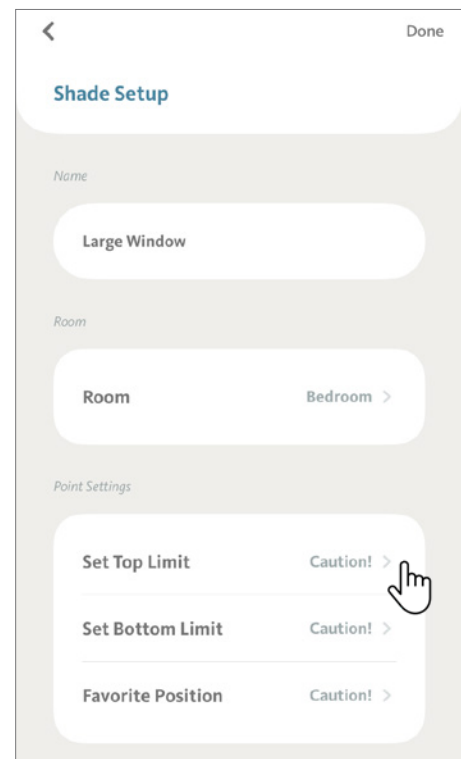 Done
Shade Setup
Name
Large Window
Room
Room Bedroom
Point Settings
Set Top Limit Caution!
Set Bottom Limit Caution!
Favorite Position Caution!